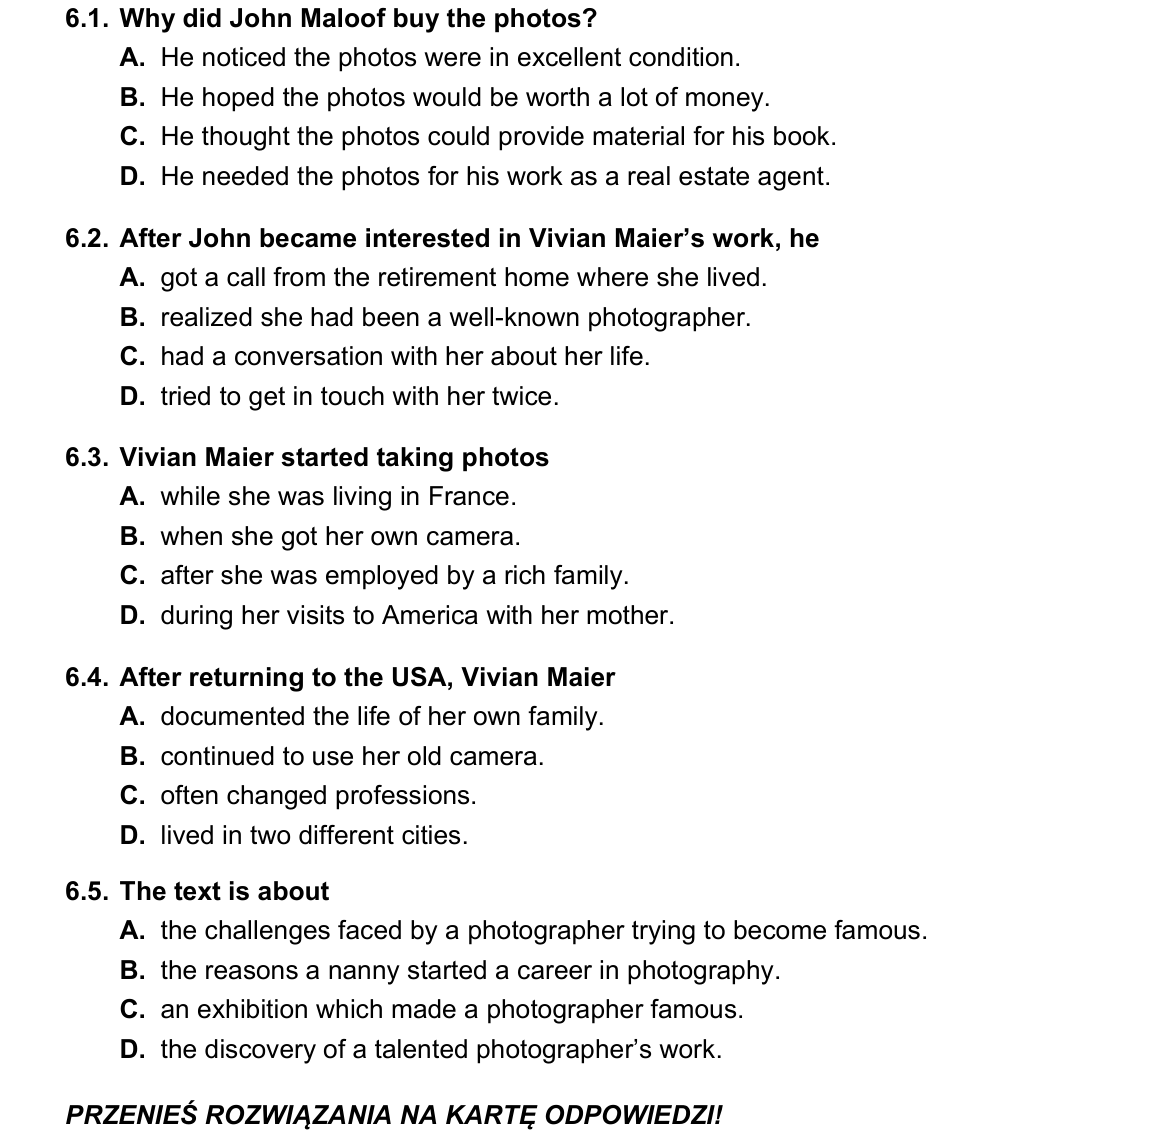 6.1. Why did John Maloof buy the photos?
A. He noticed the photos were in excellent condition.
B. He hoped the photos would be worth a lot of money.
C. He thought the photos could provide material for his book.
D. He needed the photos for his work as a real estate agent.
6.2. After John became interested in Vivian Maier’s work, he
A. got a call from the retirement home where she lived.
B. realized she had been a well-known photographer.
C. had a conversation with her about her life.
D. tried to get in touch with her twice.
6.3. Vivian Maier started taking photos
A. while she was living in France.
B. when she got her own camera.
C. after she was employed by a rich family.
D. during her visits to America with her mother.
6.4. After returning to the USA, Vivian Maier
A. documented the life of her own family.
B. continued to use her old camera.
C. often changed professions.
D. lived in two different cities.
6.5. The text is about
A. the challenges faced by a photographer trying to become famous.
B. the reasons a nanny started a career in photography.
C. an exhibition which made a photographer famous.
D. the discovery of a talented photographer’s work.
PRZENIEŚ ROZWIĄZANIA NA KARTĘ ODPOWIEDZI!